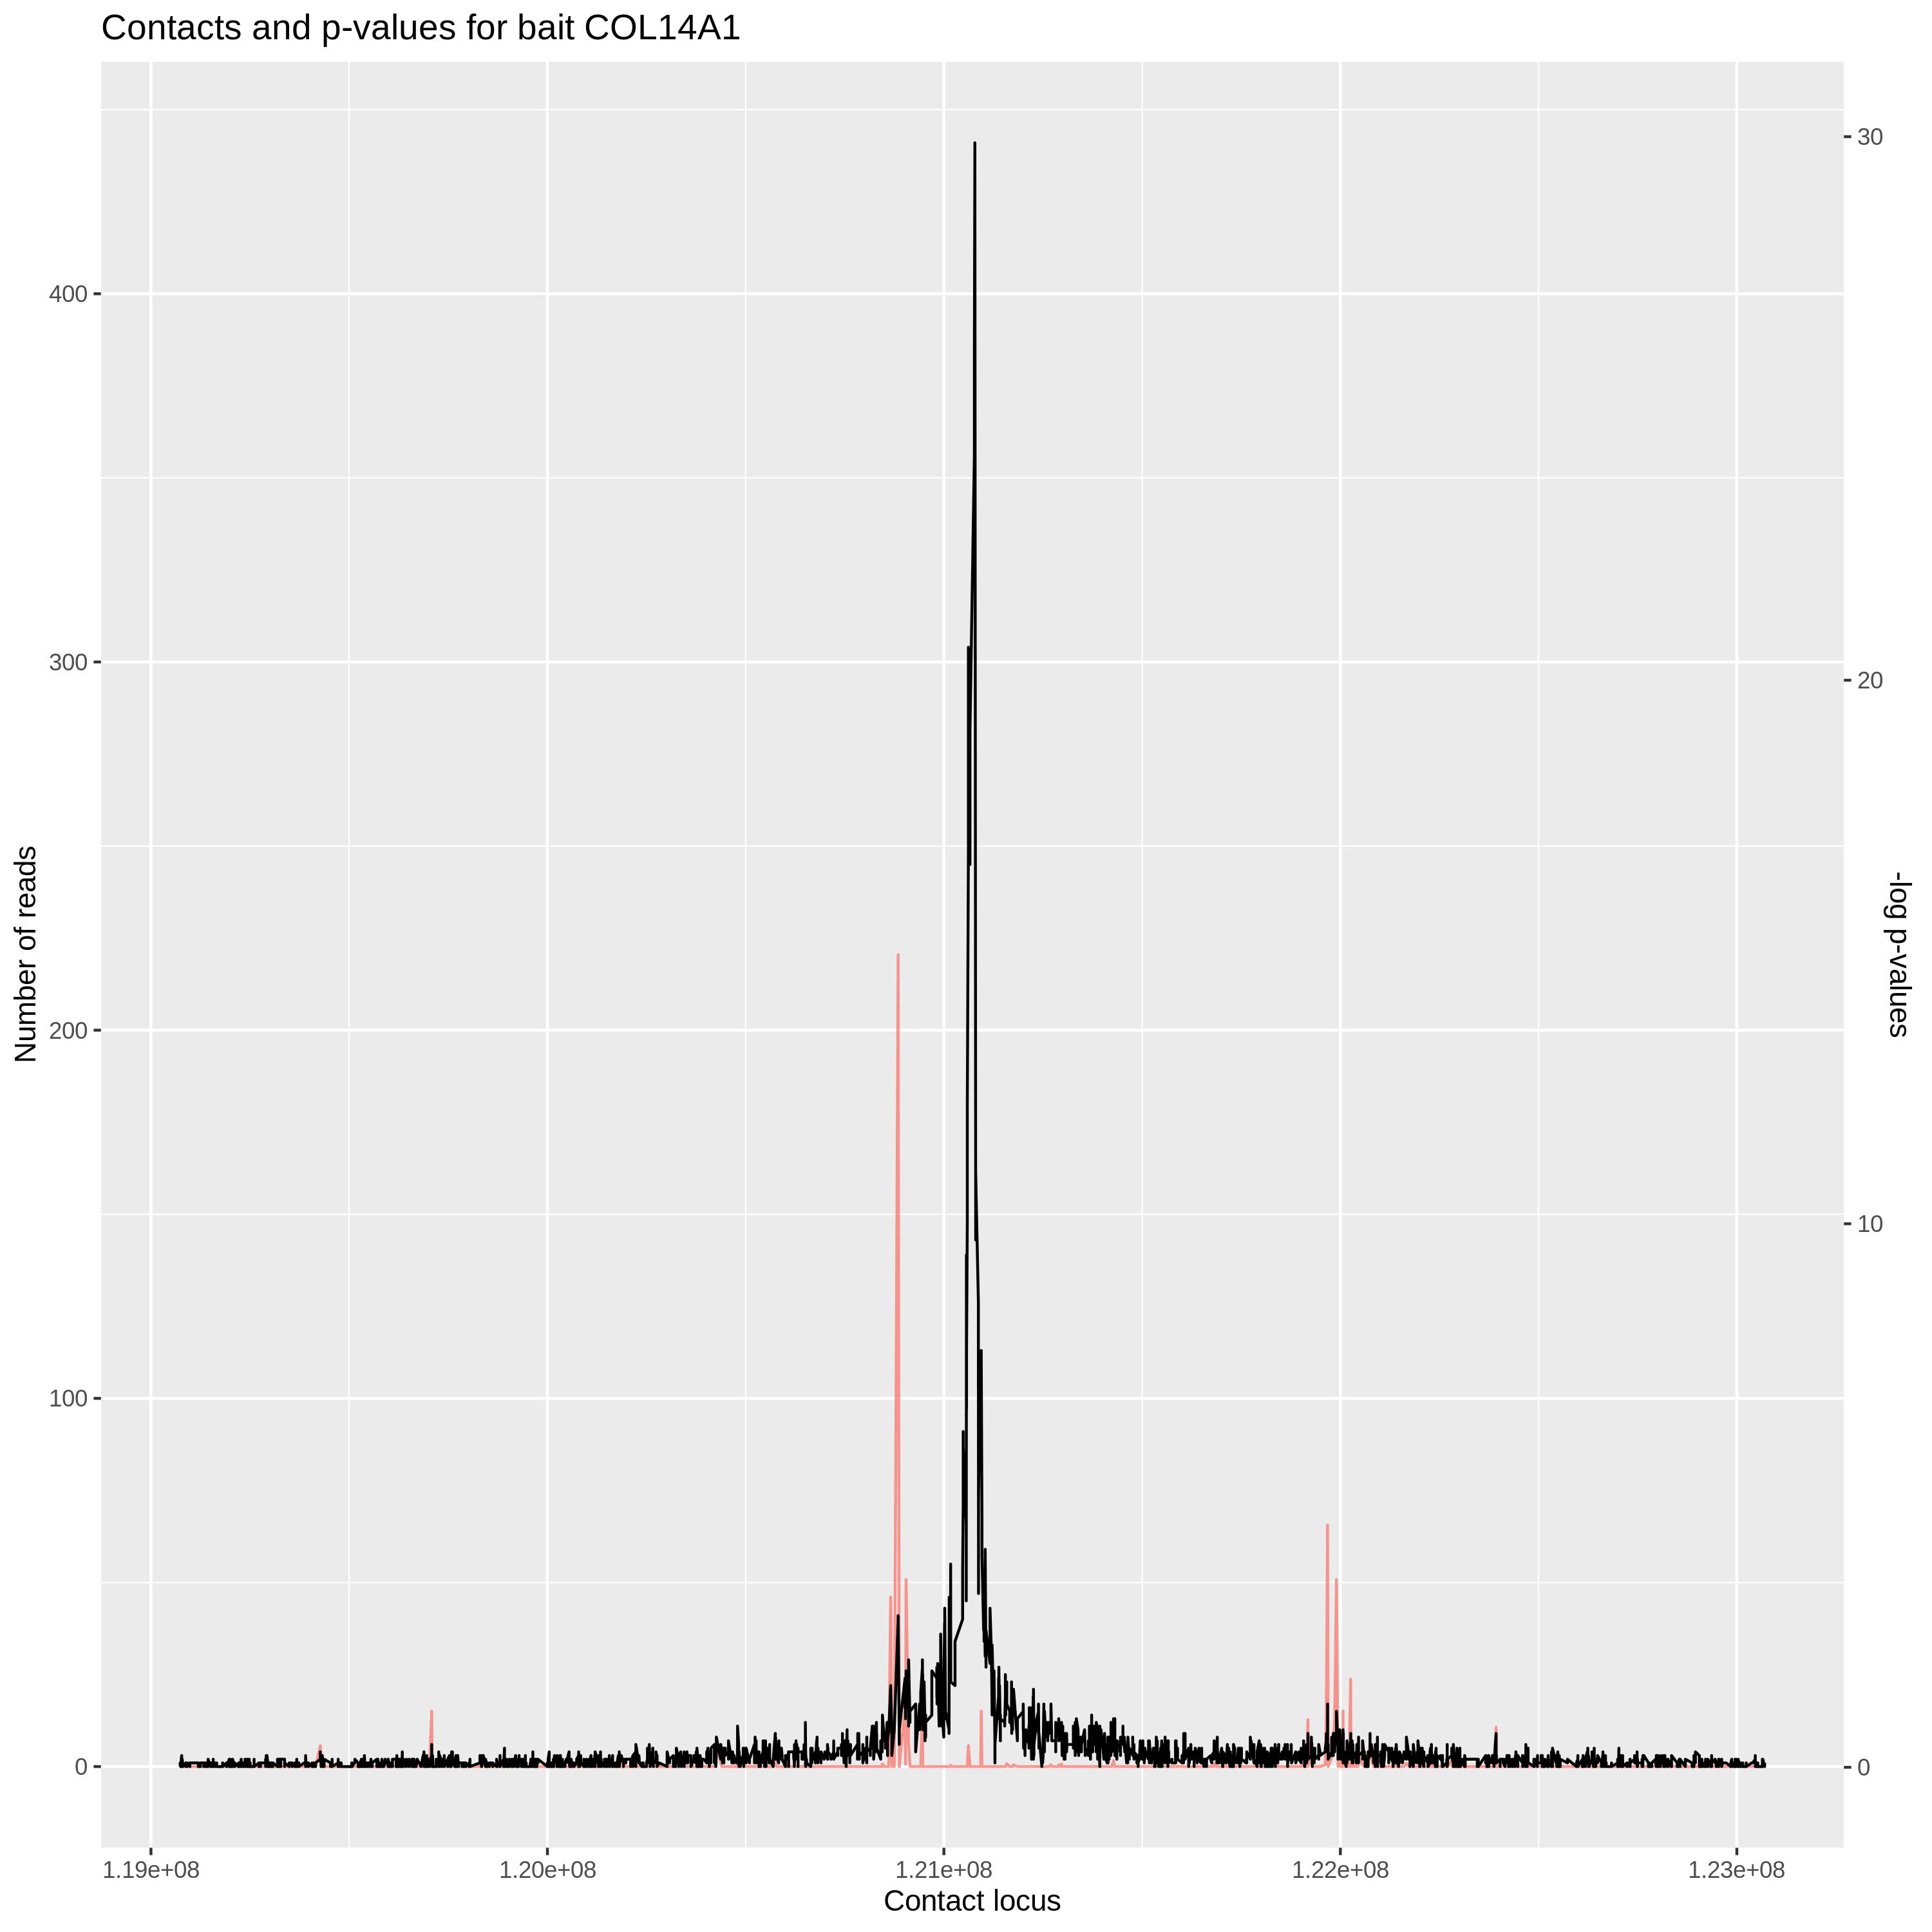 Contacts and p-values for bait COL14A1
Number of reads
400
300
200
100
0
30
20
10
0
-log p-values
1.19e+08
1.20e+08
1.21e+08
1.22e+08
1.23e+08
Contact locus